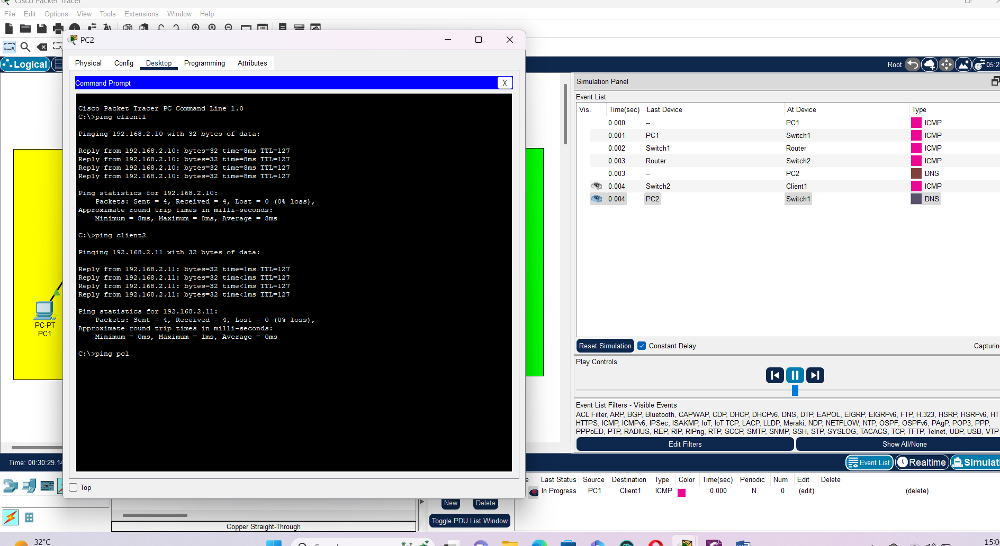 Cisco Packet Tracer
File Edit Options View Tools Extensions Window Help
PC2
Logical
Physical Config Desktop Programming Attributes
Command Prompt
X
Cisco Packet Tracer PC Command Line 1.0
C:\>ping client1
Pinging 192.168.2.10 with 32 bytes of data:
Reply from 192.168.2.10: bytes=32 time=8ms TTL=127
Reply from 192.168.2.10: bytes=32 time=8ms TTL=127
Reply from 192.168.2.10: bytes=32 time=8ms TTL=127
Reply from 192.168.2.10: bytes=32 time=8ms TTL=127
Ping statistics for 192.168.2.10:
Packets: Sent = 4, Received = 4, Lost = 0 (0% loss),
Approximate round trip times in milli-seconds:
Minimum = 8ms, Maximum = 8ms, Average = 8ms
C:\>ping client2
Pinging 192.168.2.11 with 32 bytes of data:
Reply from 192.168.2.11: bytes=32 time=1ms TTL=127
Reply from 192.168.2.11: bytes=32 time<1ms TTL=127
Reply from 192.168.2.11: bytes=32 time<1ms TTL=127
Reply from 192.168.2.11: bytes=32 time<1ms TTL=127
Ping statistics for 192.168.2.11:
Packets: Sent = 4, Received = 4, Lost = 0 (0% loss),
Approximate round trip times in milli-seconds:
Minimum = 0ms, Maximum = 1ms, Average = 0ms
C:\>ping pc1
Top
PC-PT
PC1
Root
05:2
Simulation Panel
Event List
Vis. Time(sec) Last Device At Device Type
0.000 -- PC1 ICMP
0.001 PC1 Switch1 ICMP
0.002 Switch1 Router ICMP
0.003 Router Switch2 ICMP
0.003 -- PC2 DNS
0.004 Switch2 Client1 ICMP
0.004 PC2 Switch1 DNS
Reset Simulation Constant Delay Capturin
Play Controls
Event List Filters - Visible Events
ACL Filter, ARP, BGP, Bluetooth, CAPWAP, CDP, DHCP, DHCPv6, DNS, DTP, EAPOL, EIGRP, EIGRPv6, FTP, H.323, HSRP, HSRPv6, HT
HTTPS, ICMP, ICMPv6, IPSec, ISAKMP, IoT, IoT TCP, LACP, LLDP, Meraki, NDP, NETFLOW, NTP, OSPF, OSPFv6, PAgP, POP3, PPP,
PPPoED, PTP, RADIUS, REP, RIP, RIPng, RTP, SCCP, SMTP, SNMP, SSH, STP, SYSLOG, TACACS, TCP, TFTP, Telnet, UDP, USB, VTP
Edit Filters Show All/None
Time: 00:30:29.14
Event List Realtime Simulati
e Last Status Source Destination Type Color Time(sec) Periodic Num Edit Delete
In Progress PC1 Client1 ICMP 0.000 N 0 (edit) (delete)
New Delete
Toggle PDU List Window
Copper Straight-Through
32°C
15:0